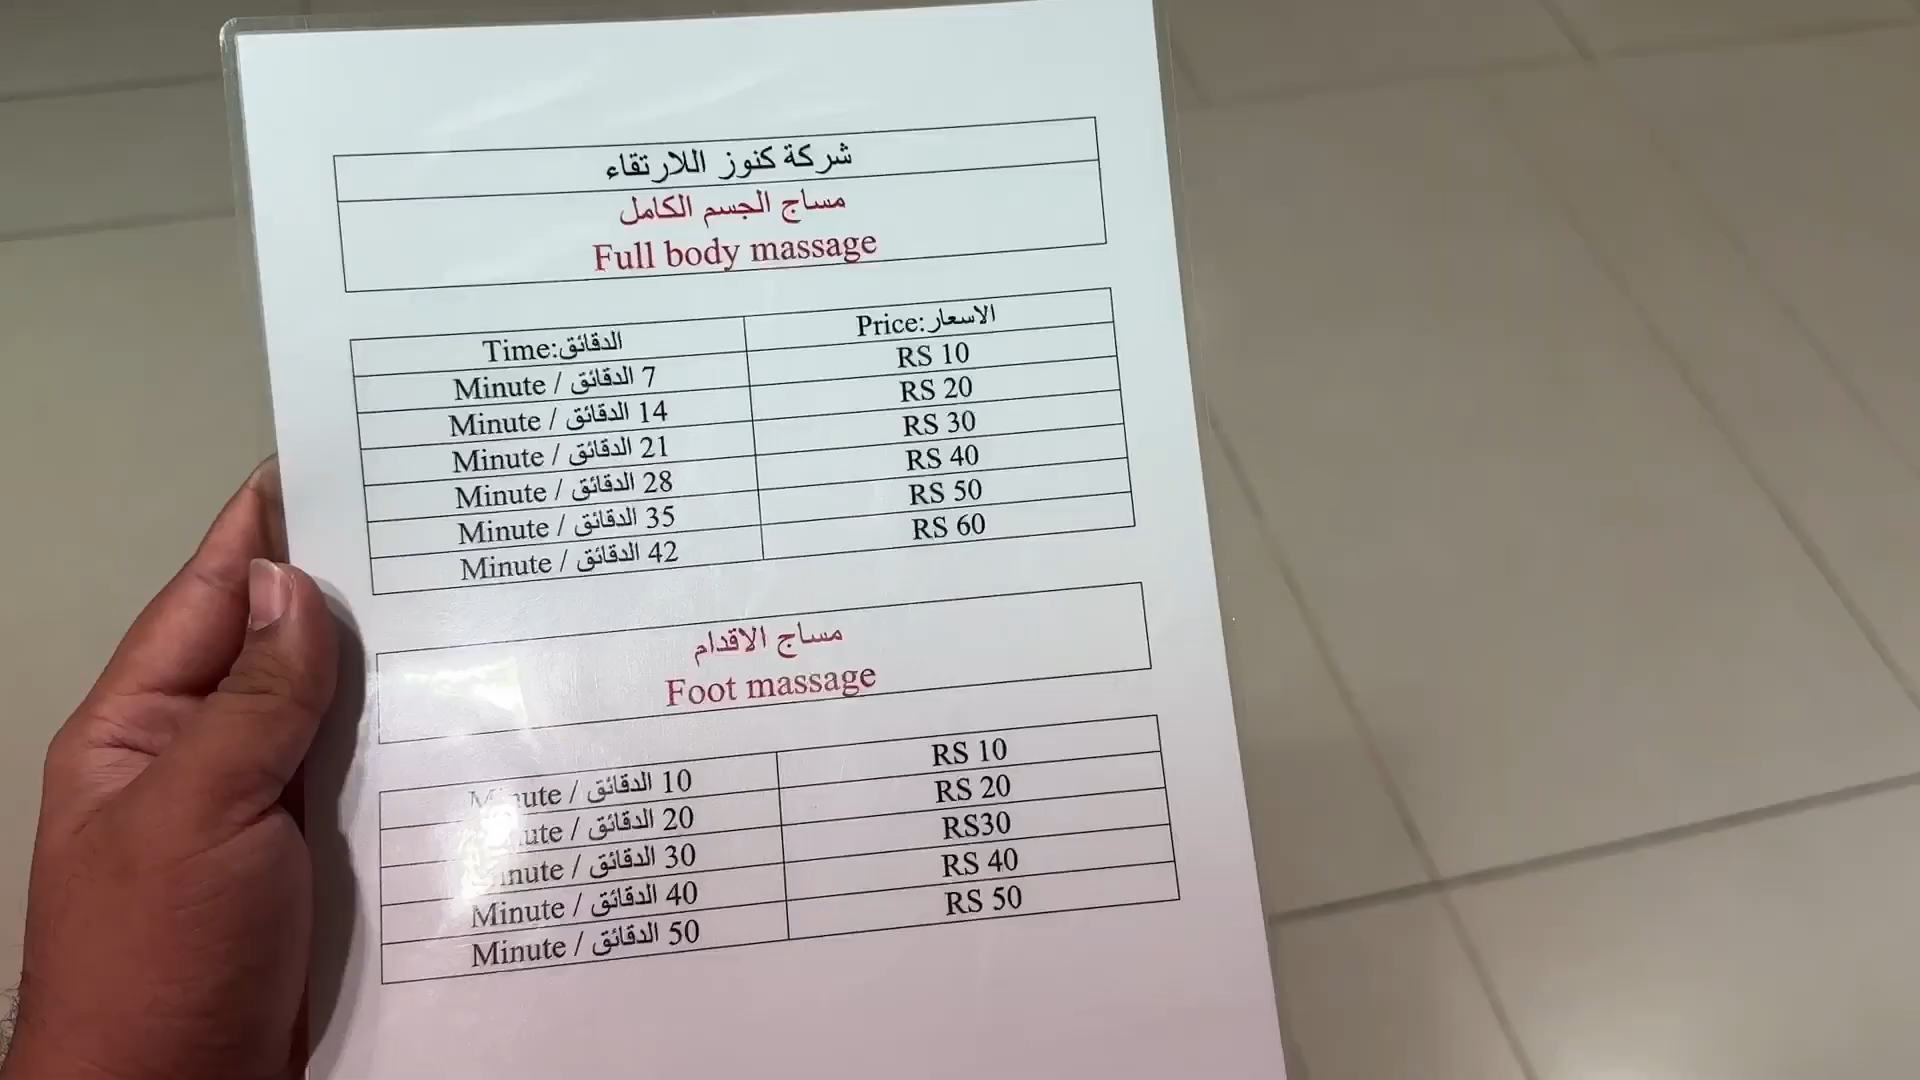 شركة كنوز اللارتقاء
مساج الجسم الكامل
Full body massage
Time:الدقائق Price:الاسعار
Minute / الدقائق 7 RS 10
Minute / الدقائق 14 RS 20
Minute / الدقائق 21 RS 30
Minute / الدقائق 28 RS 40
Minute / الدقائق 35 RS 50
Minute / الدقائق 42 RS 60
مساج الاقدام
Foot massage
Minute / الدقائق 10 RS 10
Minute / الدقائق 20 RS 20
Minute / الدقائق 30 RS30
Minute / الدقائق 40 RS 40
Minute / الدقائق 50 RS 50